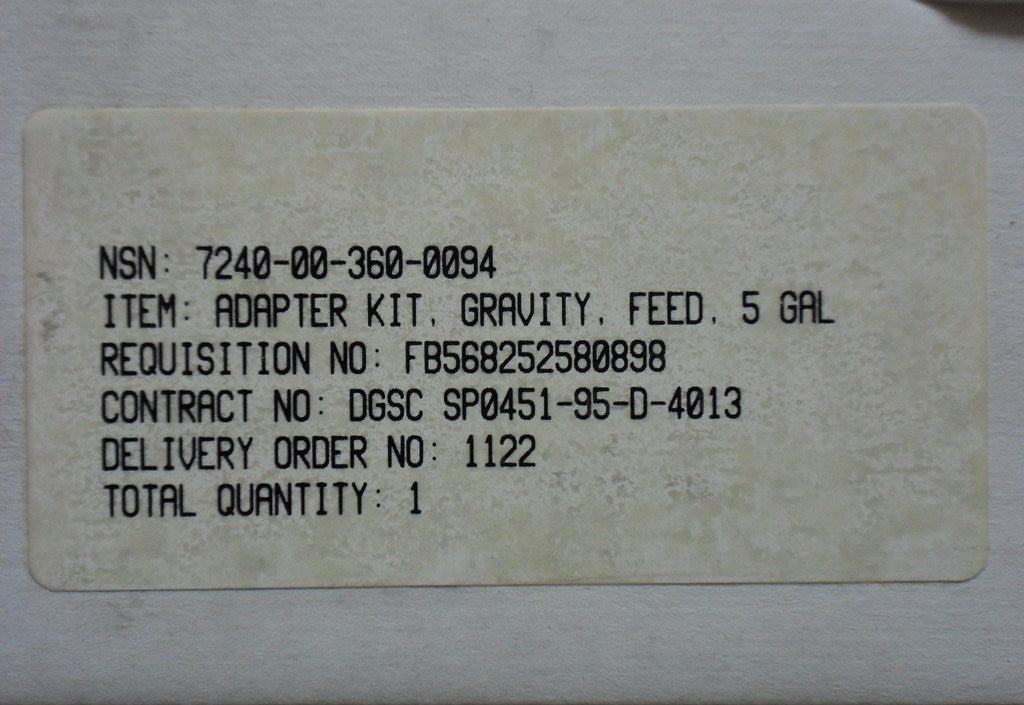 NSN: 7240-00-360-0094
ITEM: ADAPTER KIT, GRAVITY, FEED, 5 GAL
REQUISITION NO: FB568252580898
CONTRACT NO: DGSC SP0451-95-D-4013
DELIVERY ORDER NO: 1122
TOTAL QUANTITY: 1